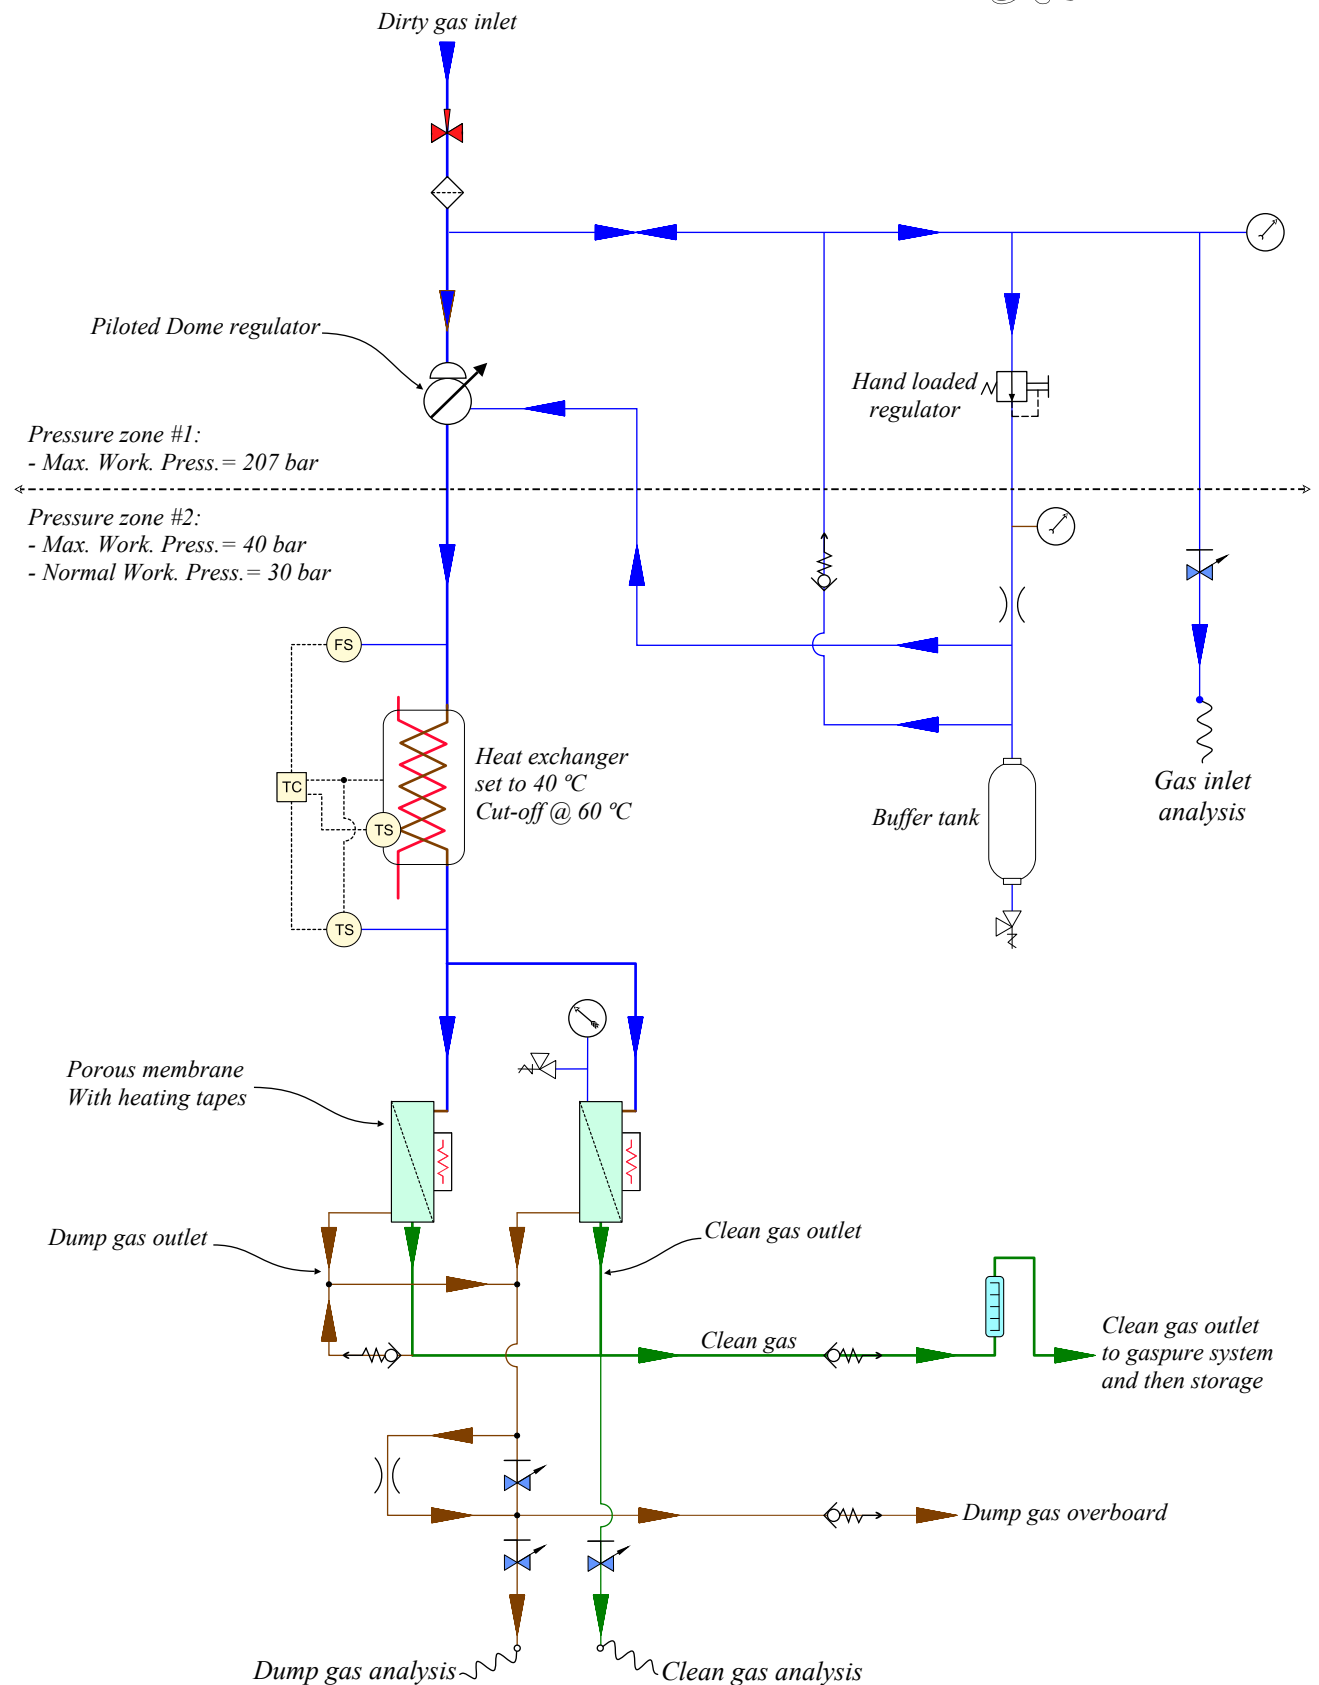 Dirty gas inlet
Piloted Dome regulator
Hand loaded
regulator
Pressure zone #1:
- Max. Work. Press.= 207 bar
Pressure zone #2:
- Max. Work. Press.= 40 bar
- Normal Work. Press.= 30 bar
FS
Heat exchanger
set to 40 ºC
Cut-off @ 60 ºC
TC
TS
TS
Buffer tank
Gas inlet
analysis
Porous membrane
With heating tapes
Dump gas outlet
Clean gas outlet
Clean gas
Clean gas outlet
to gaspure system
and then storage
Dump gas overboard
Dump gas analysis
Clean gas analysis